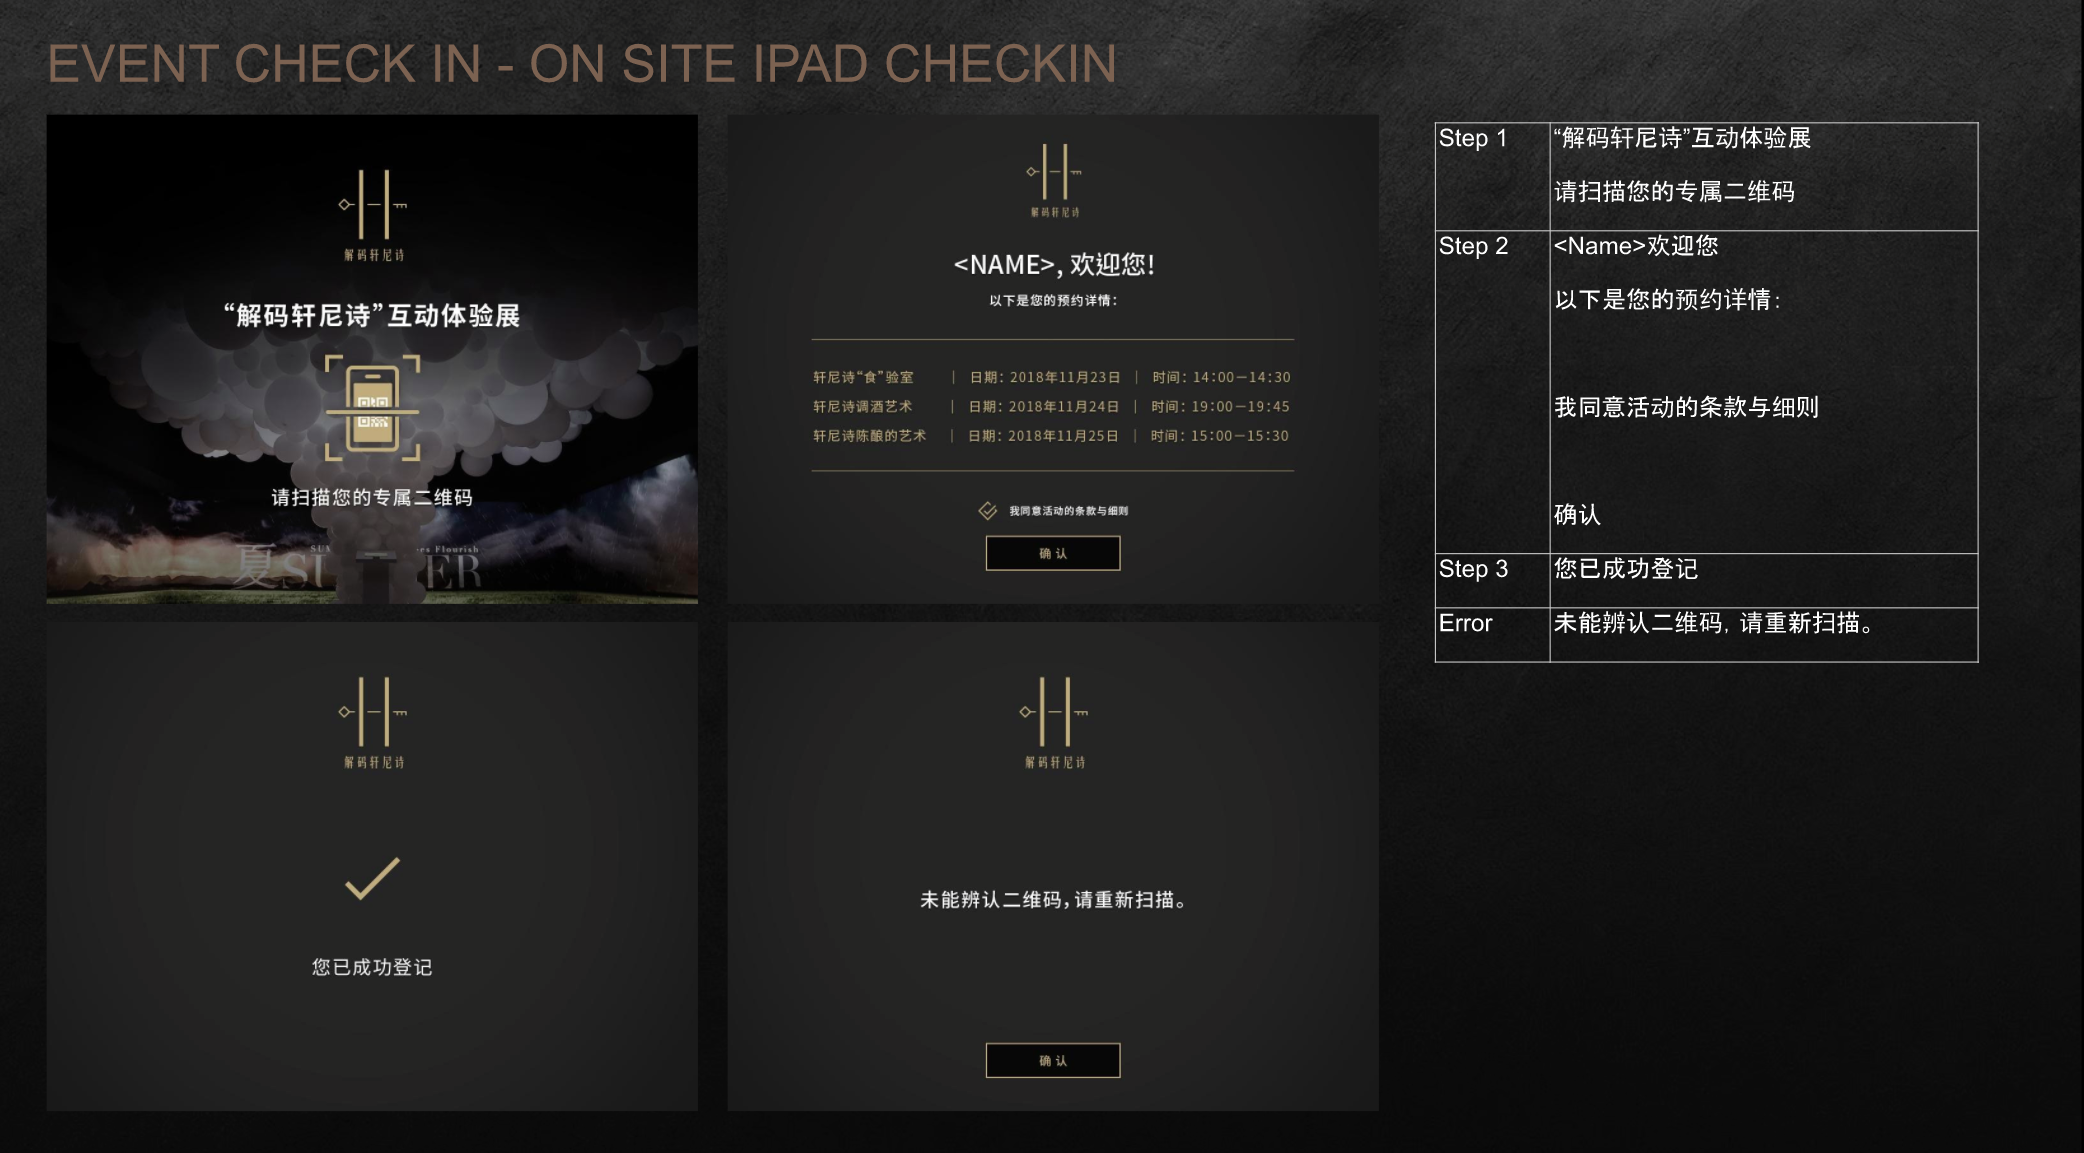 EVENT CHECK IN - ON SITE IPAD CHECKIN
解码轩尼诗
“解码轩尼诗”互动体验展
请扫描您的专属二维码
夏
解码轩尼诗
<NAME>, 欢迎您!
以下是您的预约详情:
轩尼诗“食”验室 | 日期: 2018年11月23日 | 时间: 14:00－14:30
轩尼诗调酒艺术 | 日期: 2018年11月24日 | 时间: 19:00－19:45
轩尼诗陈酿的艺术 | 日期: 2018年11月25日 | 时间: 15:00－15:30
我同意活动的条款与细则
确认
解码轩尼诗
您已成功登记
解码轩尼诗
未能辨认二维码,请重新扫描。
确认
Step 1 “解码轩尼诗”互动体验展
请扫描您的专属二维码
Step 2 <Name>欢迎您
以下是您的预约详情:
我同意活动的条款与细则
确认
Step 3 您已成功登记
Error 未能辨认二维码, 请重新扫描。